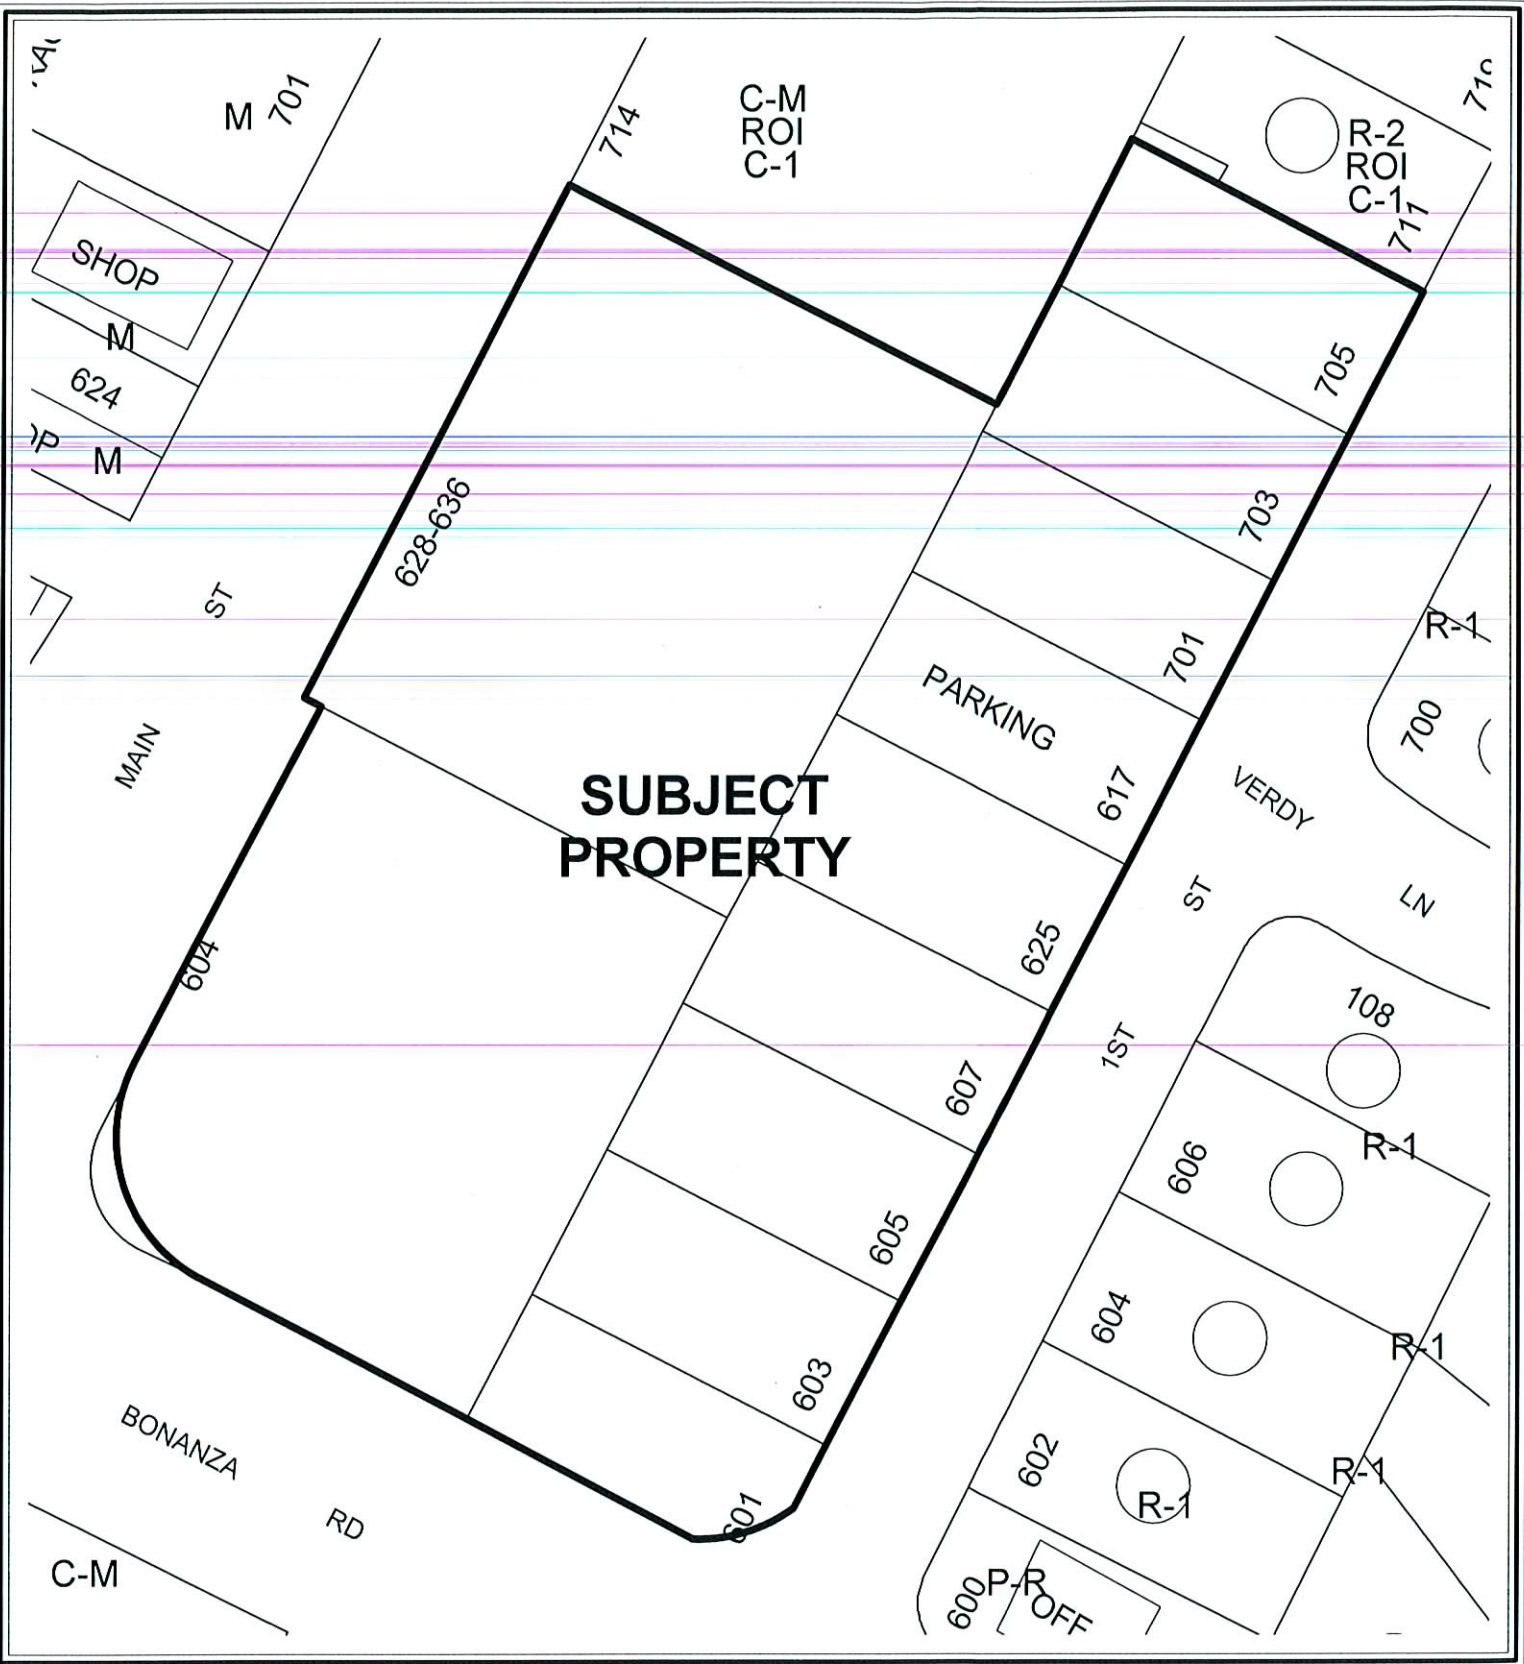 M
701
714
C-M
ROI
C-1
R-2
ROI
C-1
711
SHOP
M
624
M
705
703
628-636
ST
701
R-1
PARKING
700
MAIN
617
VERDY
SUBJECT
PROPERTY
ST
LN
625
604
108
1ST
607
R-1
606
605
604
R-1
603
BONANZA
602
R-1
R-1
601
RD
C-M
P-R
600
OFF